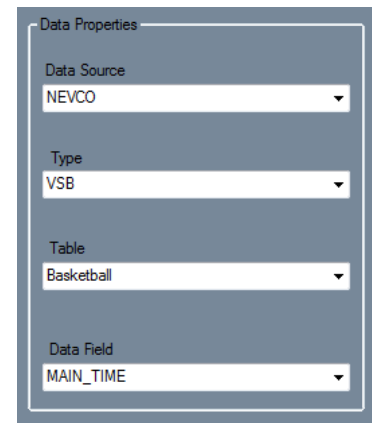 Data Properties
Data Source
NEVCO
Type
VSB
Table
Basketball
Data Field
MAIN_TIME